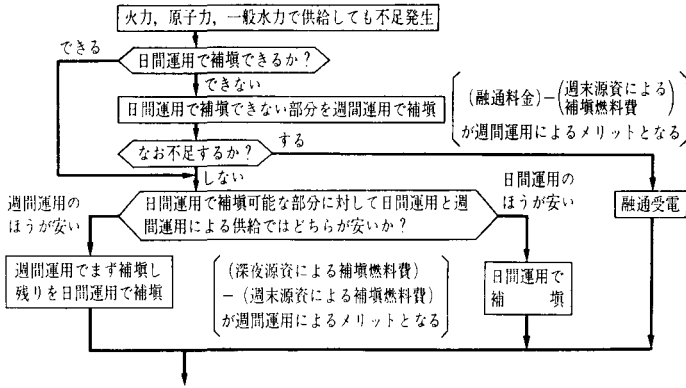 火力，原子力，一般水力で供給しても不足発生
できる
日間運用で補塡できるか？
できない
日間運用で補塡できない部分を週間運用で補塡
(融通料金)－(週末源資による
補塡燃料費)
が週間運用によるメリットとなる
なお不足するか？
する
しない
週間運用の
ほうが安い
日間運用で補塡可能な部分に対して日間運用と週
間運用による供給ではどちらが安いか？
日間運用の
ほうが安い
融通受電
週間運用でまず補塡し
残りを日間運用で補塡
(深夜源資による補塡燃料費)
－(週末源資による補塡燃料費)
が週間運用によるメリットとなる
日間運用で
補　　塡